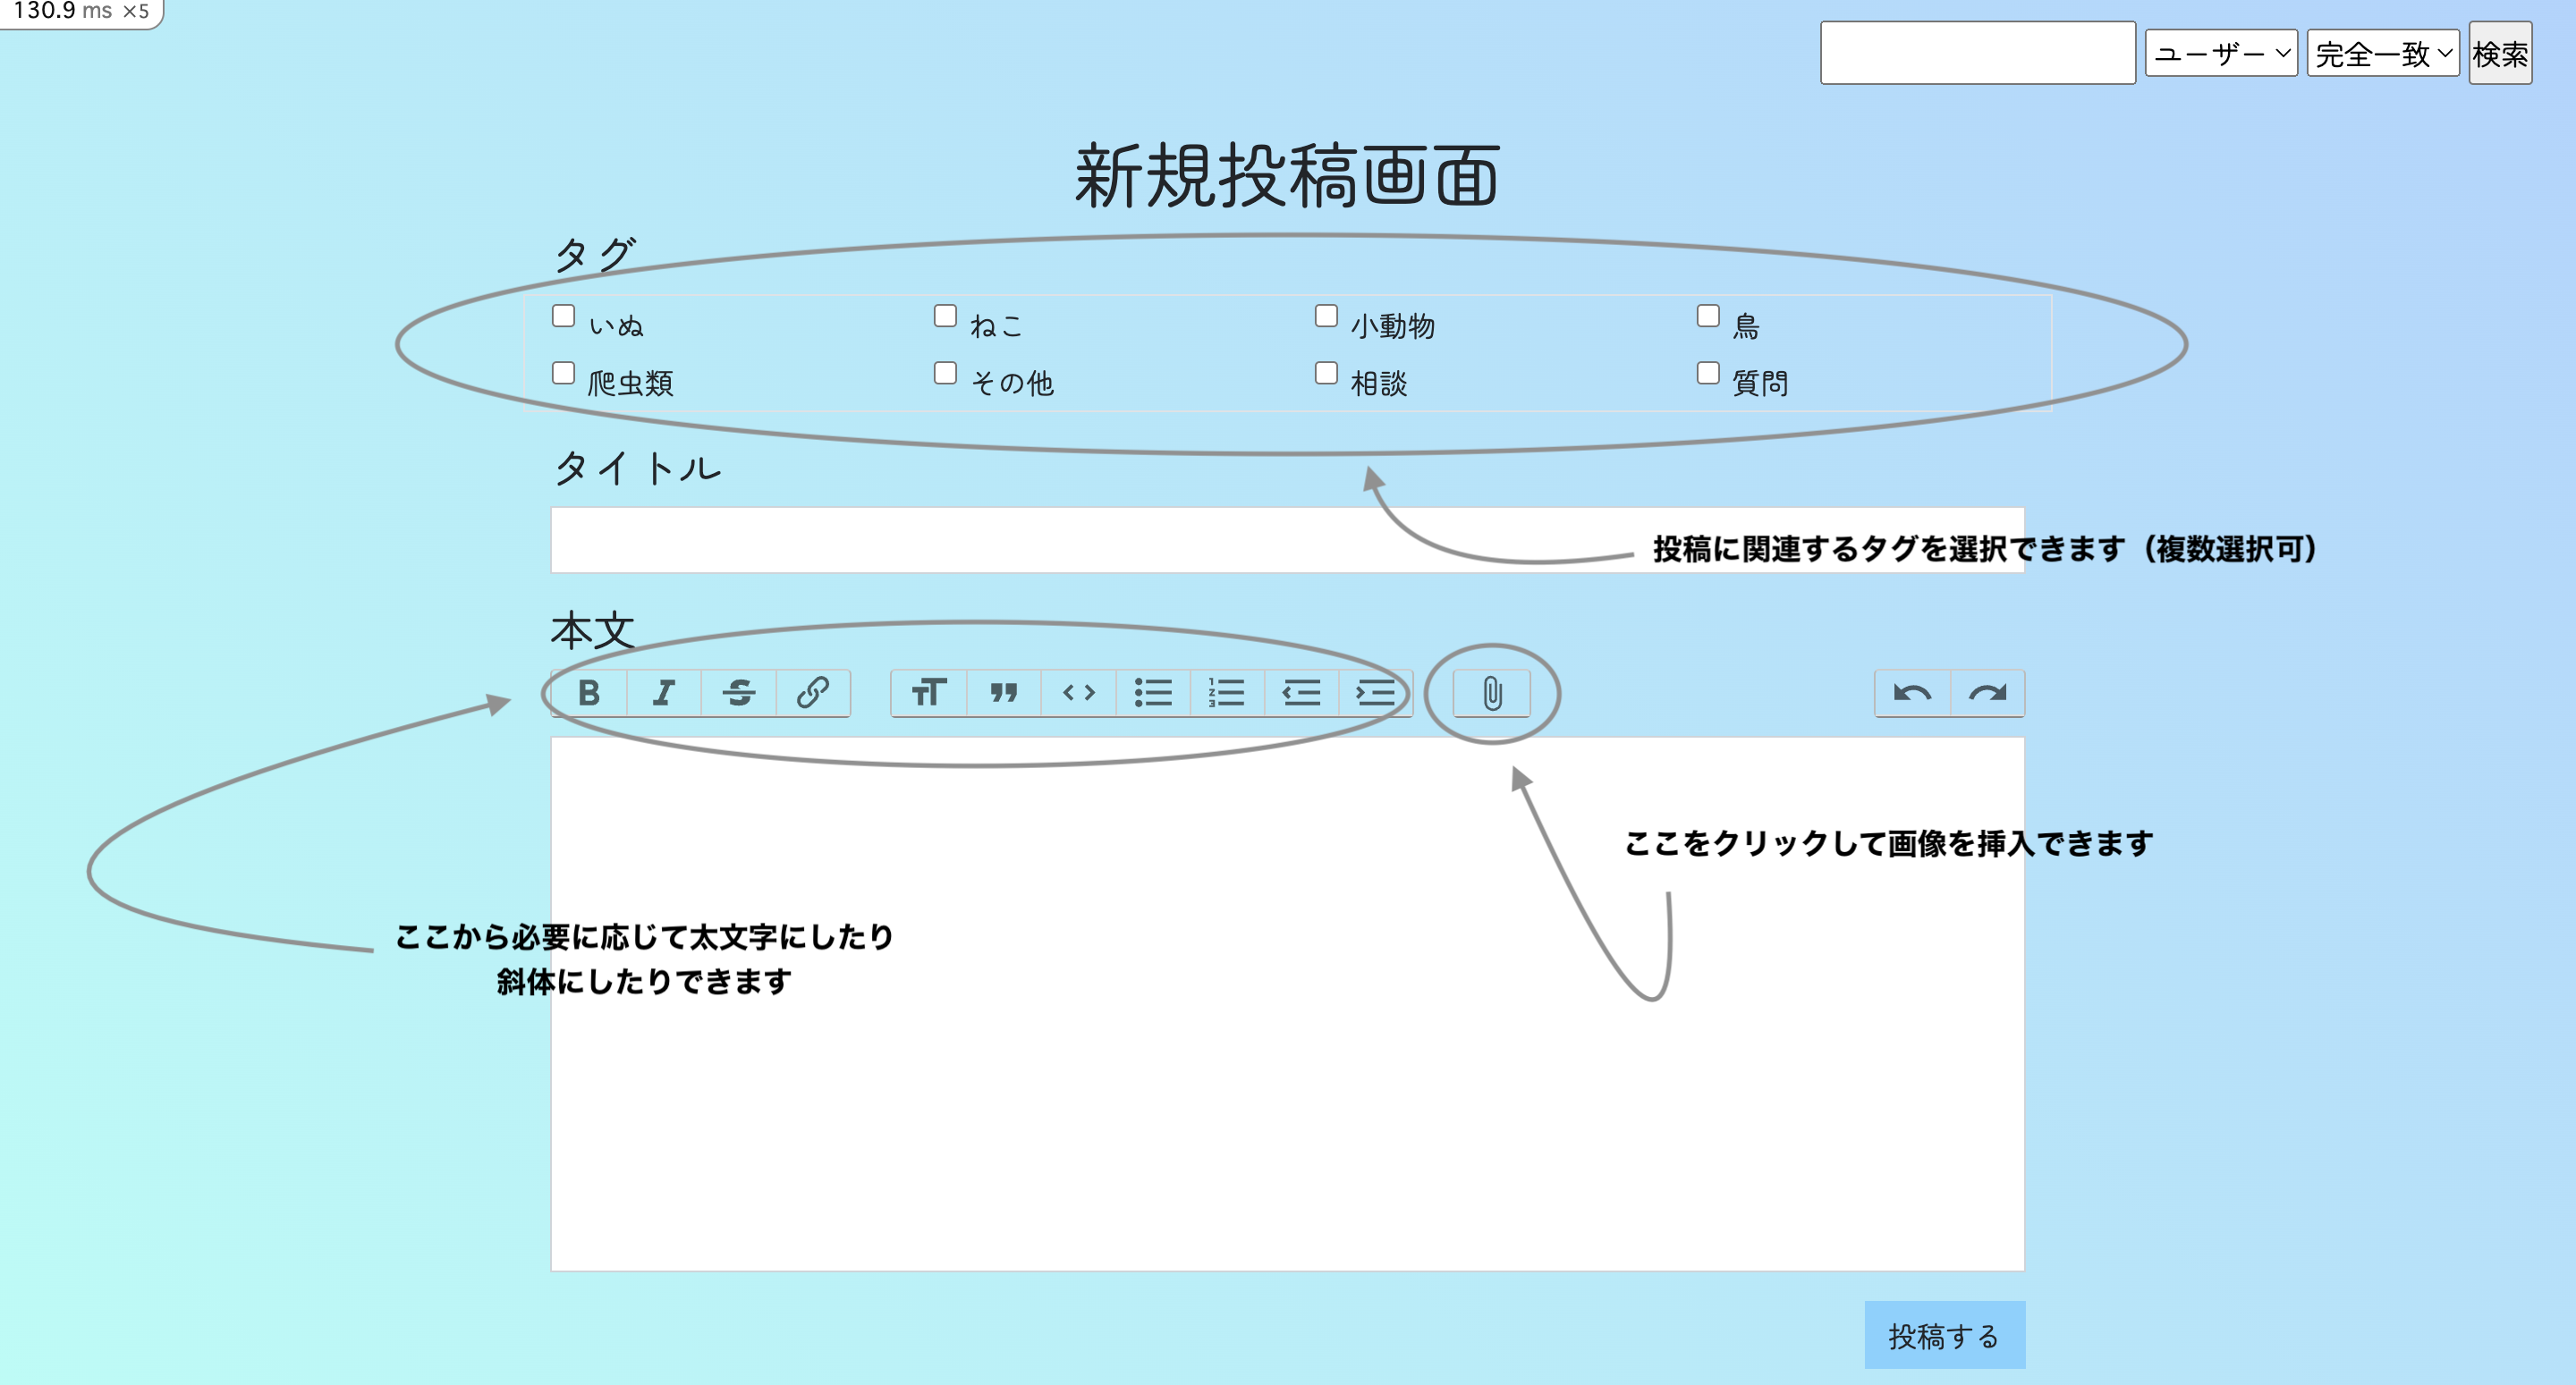 130.9 ms ×5
ユーザー 完全一致 検索
新規投稿画面
タグ
いぬ ねこ 小動物 鳥
爬虫類 その他 相談 質問
タイトル
投稿に関連するタグを選択できます（複数選択可）
本文
ここをクリックして画像を挿入できます
ここから必要に応じて太文字にしたり
斜体にしたりできます
投稿する